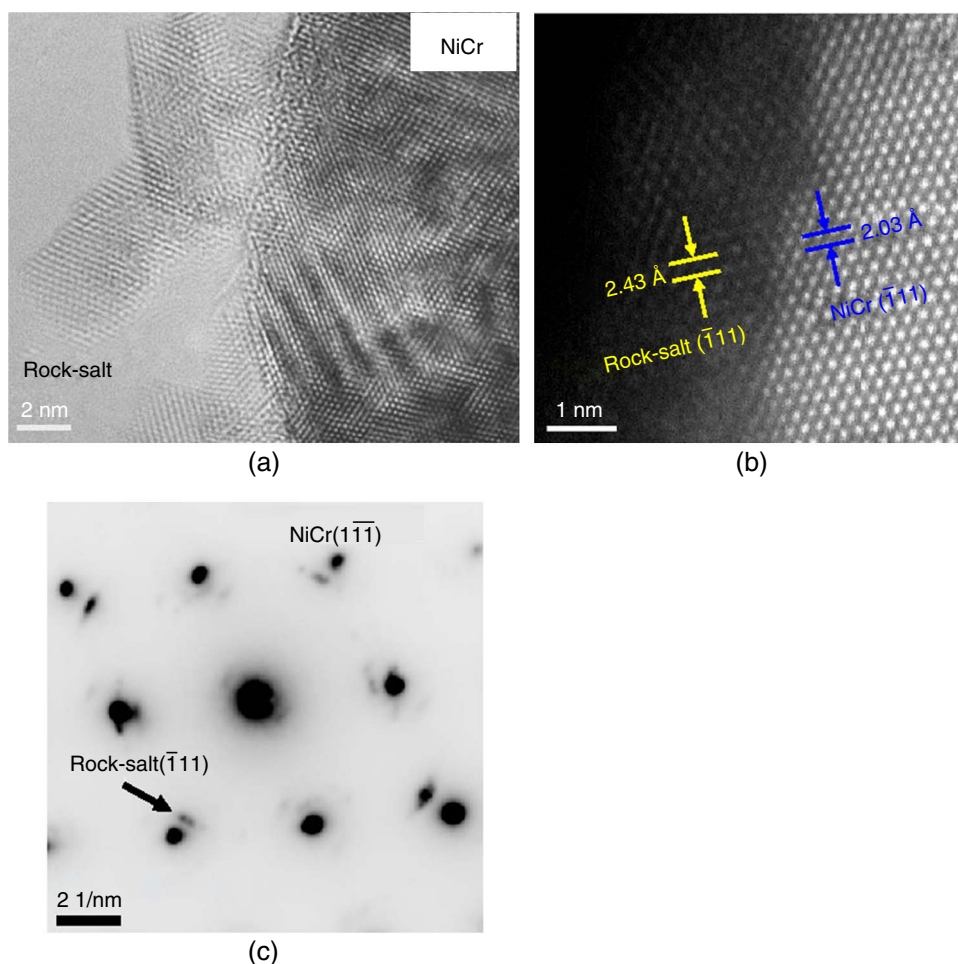 NiCr
Rock-salt
2 nm
(a)
2.43 Å
2.03 Å
Rock-salt (1̅11)
NiCr (1̅11)
1 nm
(b)
NiCr(11̅1̅)
Rock-salt(1̅11)
2 1/nm
(c)